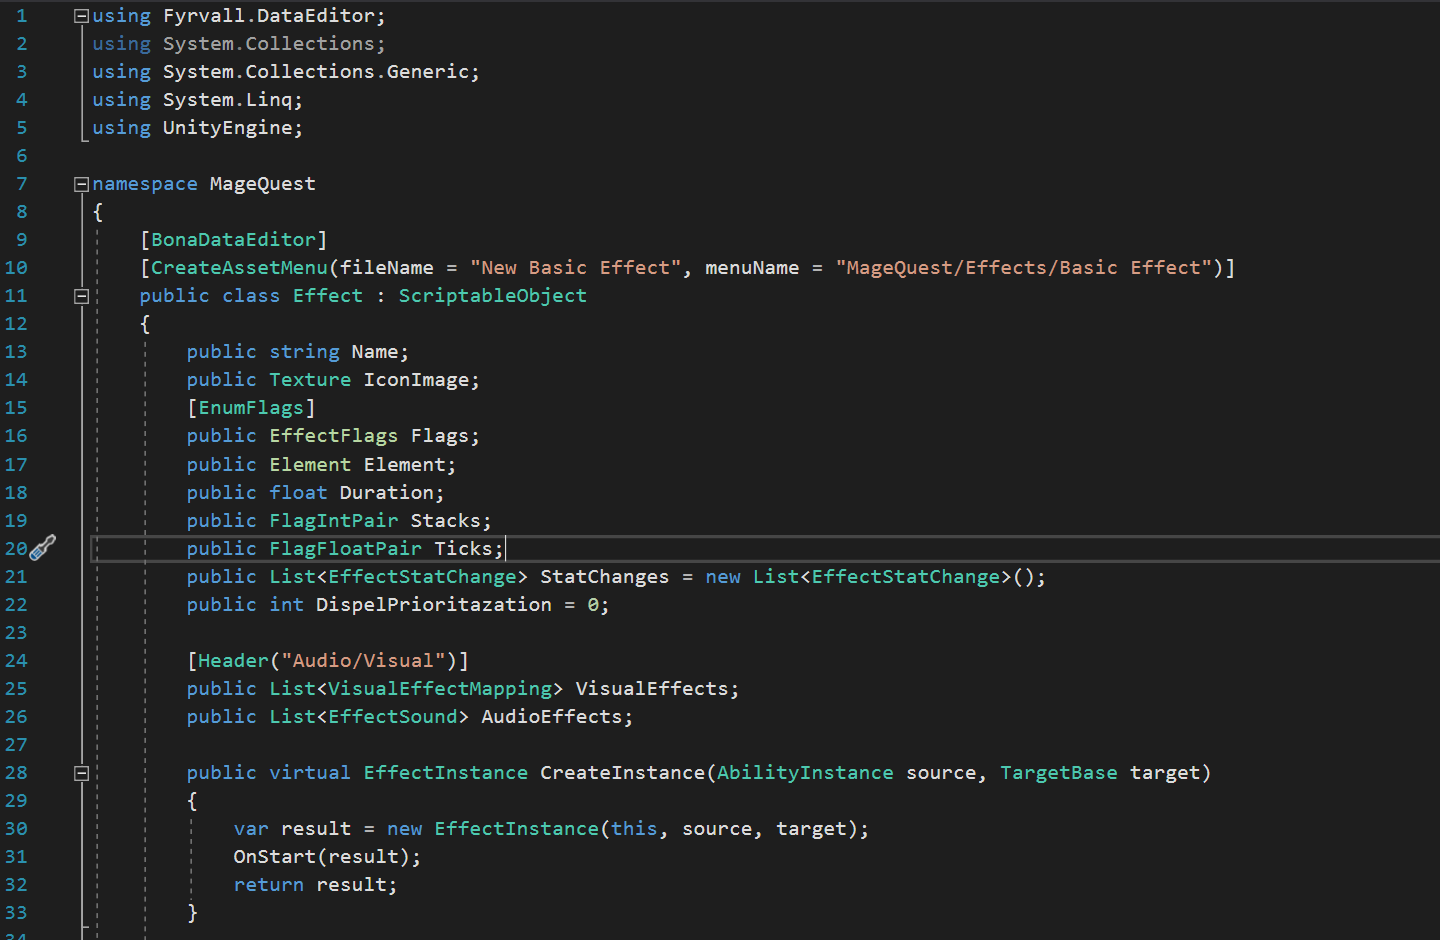 1 using Fyrvall.DataEditor;
2 using System.Collections;
3 using System.Collections.Generic;
4 using System.Linq;
5 using UnityEngine;
6
7 namespace MageQuest
8 {
9 [BonaDataEditor]
10 [CreateAssetMenu(fileName = "New Basic Effect", menuName = "MageQuest/Effects/Basic Effect")]
11 public class Effect : ScriptableObject
12 {
13 public string Name;
14 public Texture IconImage;
15 [EnumFlags]
16 public EffectFlags Flags;
17 public Element Element;
18 public float Duration;
19 public FlagIntPair Stacks;
20 public FlagFloatPair Ticks;
21 public List<EffectStatChange> StatChanges = new List<EffectStatChange>();
22 public int DispelPrioritazation = 0;
23
24 [Header("Audio/Visual")]
25 public List<VisualEffectMapping> VisualEffects;
26 public List<EffectSound> AudioEffects;
27
28 public virtual EffectInstance CreateInstance(AbilityInstance source, TargetBase target)
29 {
30 var result = new EffectInstance(this, source, target);
31 OnStart(result);
32 return result;
33 }
34